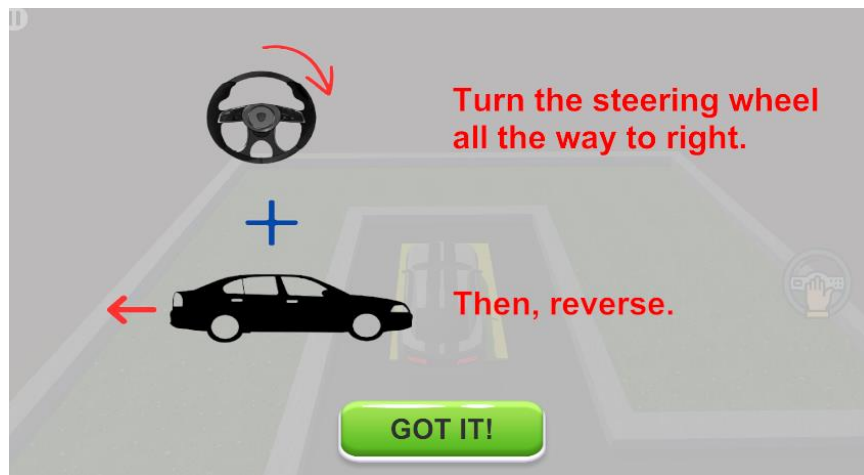 Turn the steering wheel
all the way to right.
Then, reverse.
GOT IT!